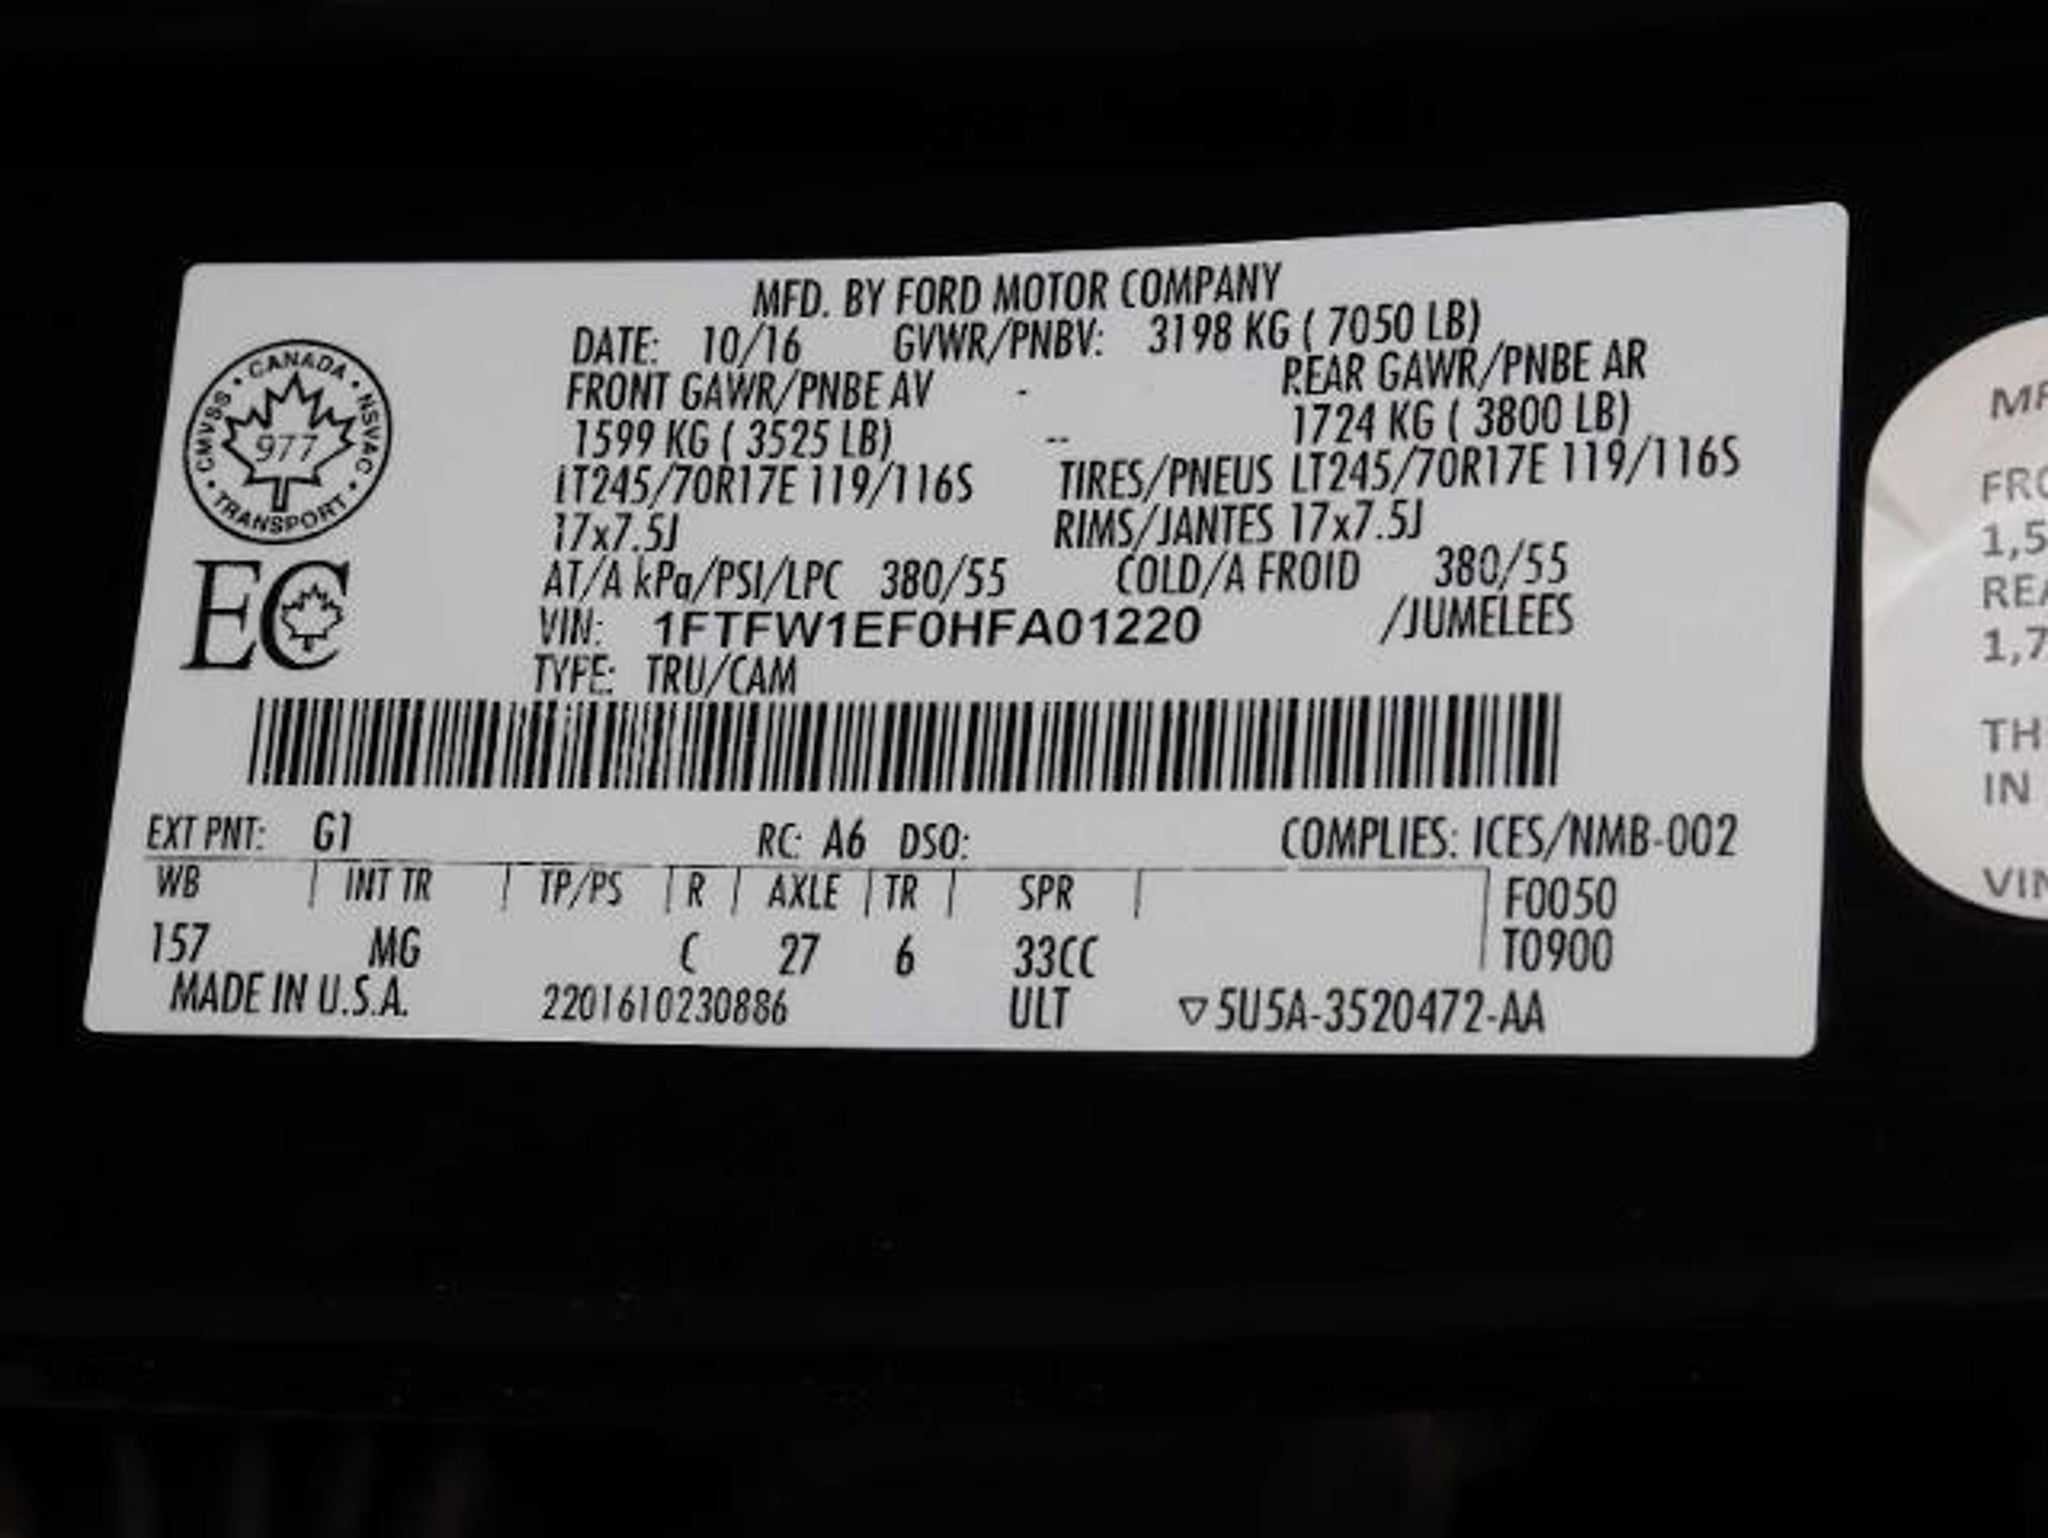 MFD. BY FORD MOTOR COMPANY
DATE: 10/16 GVWR/PNBV: 3198 KG ( 7050 LB)
FRONT GAWR/PNBE AV - REAR GAWR/PNBE AR
1599 KG ( 3525 LB) -- 1724 KG ( 3800 LB)
LT245/70R17E 119/116S TIRES/PNEUS LT245/70R17E 119/116S
17x7.5J RIMS/JANTES 17x7.5J
AT/A kPa/PSI/LPC 380/55 COLD/A FROID 380/55
VIN: 1FTFW1EF0HFA01220 /JUMELEES
TYPE: TRU/CAM
CANADA
CMVSS • NSVAC
977
TRANSPORT
EC
EXT PNT: G1 RC: A6 DSO: COMPLIES: ICES/NMB-002
WB | INT TR | TP/PS | R | AXLE | TR | SPR | F0050
157 MG C 27 6 33CC T0900
MADE IN U.S.A. 2201610230886 ULT ▽5U5A-3520472-AA
FRO
1,5
REA
1,7
TH
IN
VIN